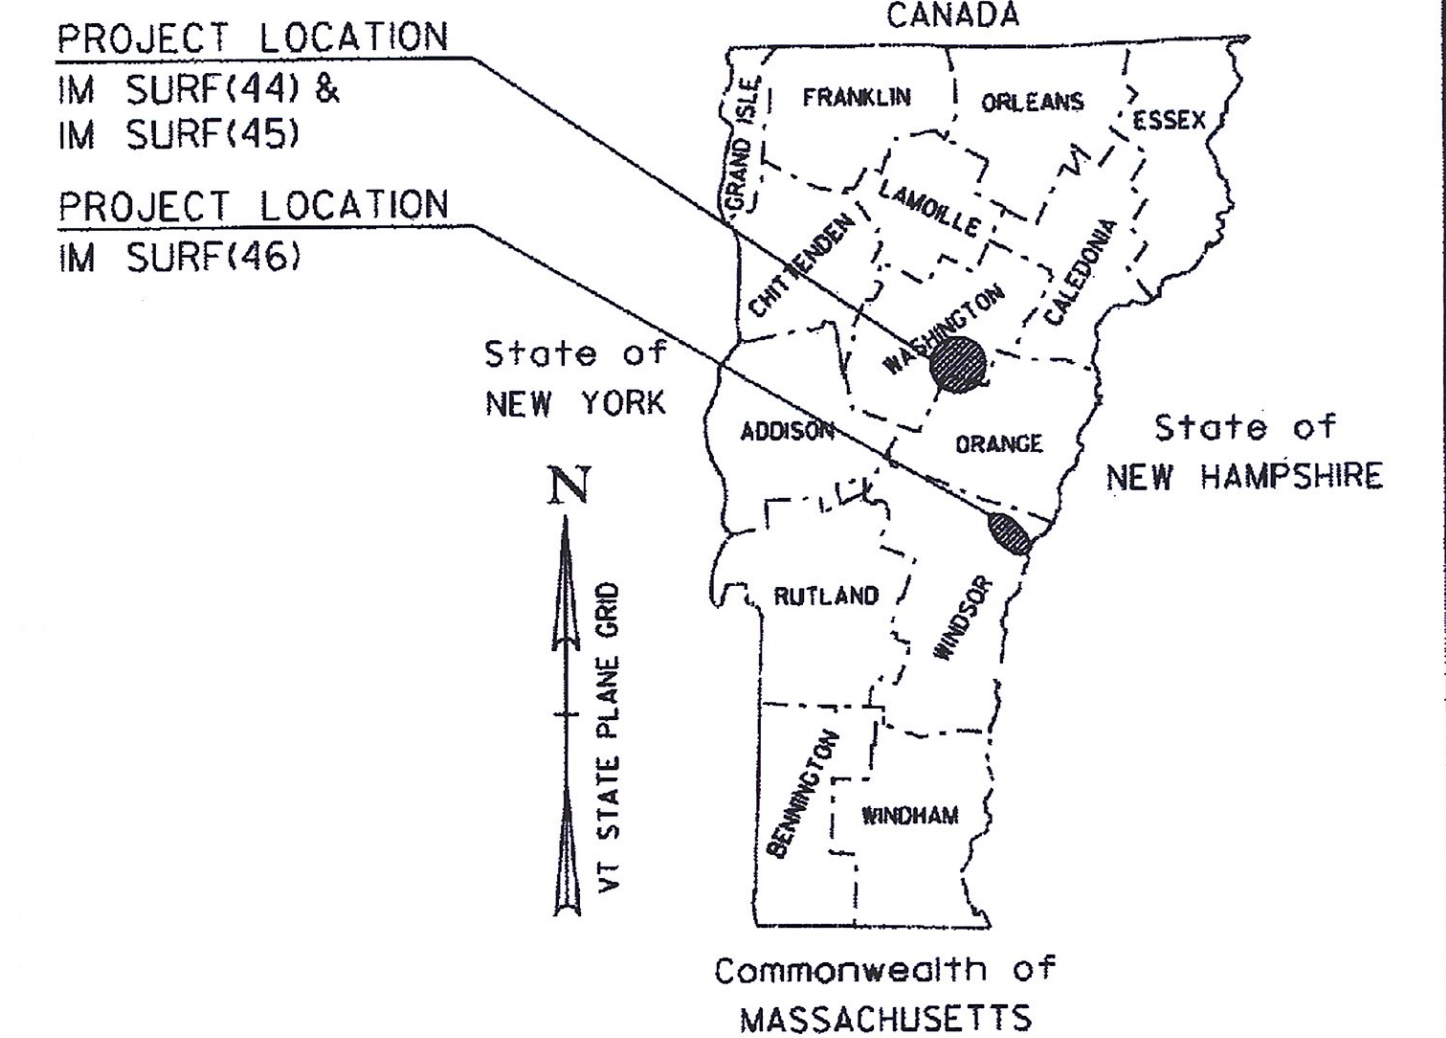 CANADA
PROJECT LOCATION
IM SURF(44) &
IM SURF(45)
PROJECT LOCATION
IM SURF(46)
GRAND ISLE
FRANKLIN
ORLEANS
ESSEX
LAMOILLE
CHITTENDEN
CALEDONIA
WASHINGTON
State of
NEW YORK
ADDISON
ORANGE
State of
NEW HAMPSHIRE
N
VT STATE PLANE GRID
RUTLAND
WINDSOR
BENNINGTON
WINDHAM
Commonwealth of
MASSACHUSETTS